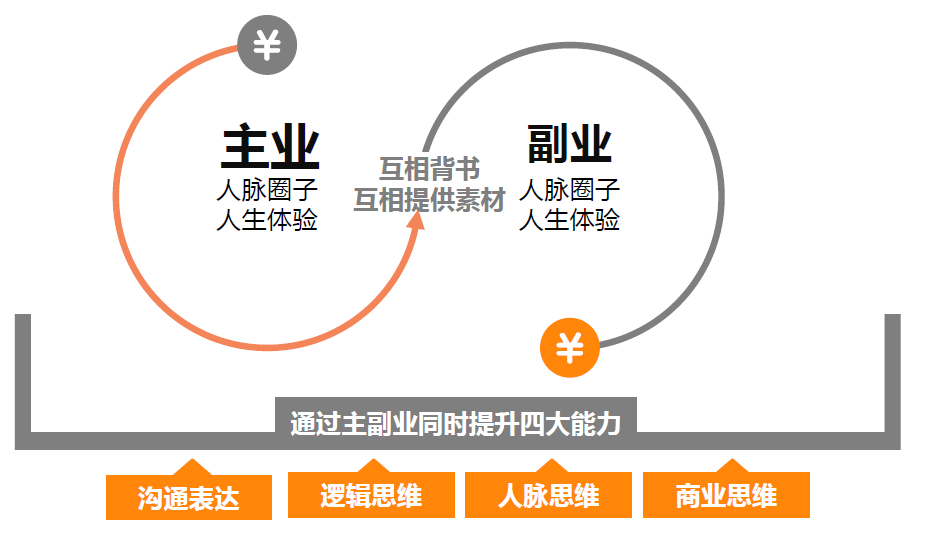 ¥
主业
人脉圈子
人生体验
互相背书
互相提供素材
副业
人脉圈子
人生体验
¥
通过主副业同时提升四大能力
沟通表达
逻辑思维
人脉思维
商业思维